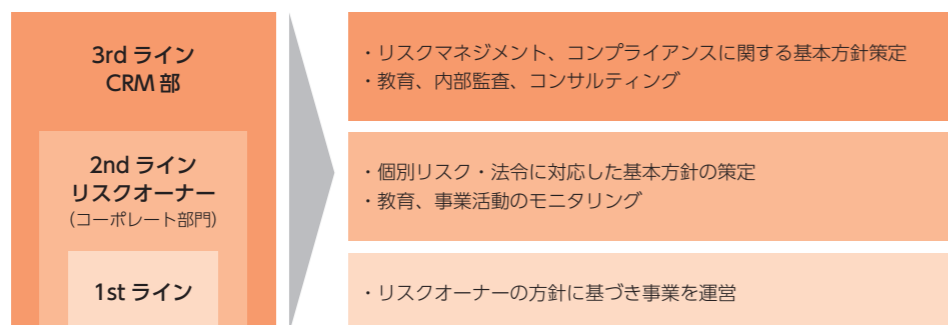 3rd ライン
CRM 部
・リスクマネジメント、コンプライアンスに関する基本方針策定
・教育、内部監査、コンサルティング
2nd ライン
リスクオーナー
(コーポレート部門)
・個別リスク・法令に対応した基本方針の策定
・教育、事業活動のモニタリング
1st ライン
・リスクオーナーの方針に基づき事業を運営